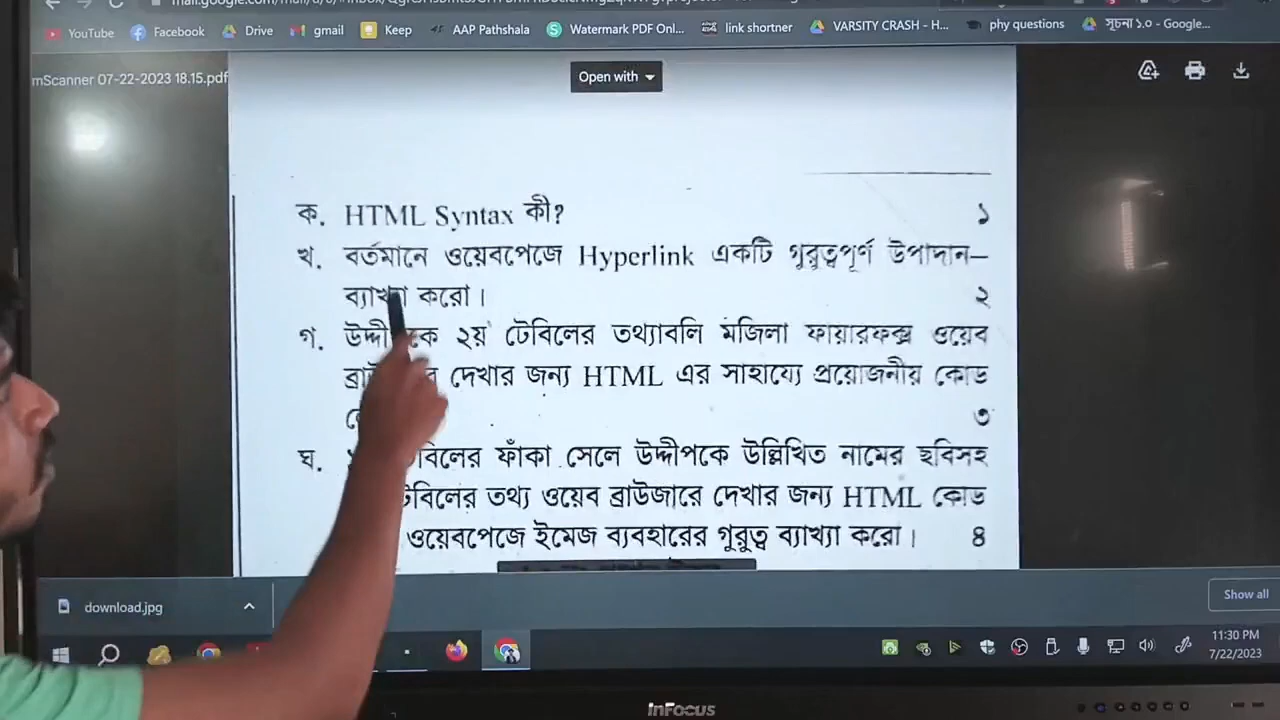 YouTube Facebook Drive gmail Keep AAP Pathshala Watermark PDF Onl... link shortner VARSITY CRASH - H... phy questions সূচনা ১.০ - Google...
mScanner 07-22-2023 18.15.pdf
Open with
ক. HTML Syntax কী? ১
খ. বর্তমানে ওয়েবপেজে Hyperlink একটি গুরুত্বপূর্ণ উপাদান–
ব্যাখ্যা করো। ২
গ. উদ্দীপকে ২য় টেবিলের তথ্যাবলি মজিলা ফায়ারফক্স ওয়েব
দেখার জন্য HTML এর সাহায্যে প্রয়োজনীয় কোড
৩
ঘ. ফাঁকা সেলে উদ্দীপকে উল্লিখিত নামের ছবিসহ
তথ্য ওয়েব ব্রাউজারে দেখার জন্য HTML কোড
ওয়েবপেজে ইমেজ ব্যবহারের গুরুত্ব ব্যাখ্যা করো। ৪
download.jpg
Show all
11:30 PM
7/22/2023
InFocus